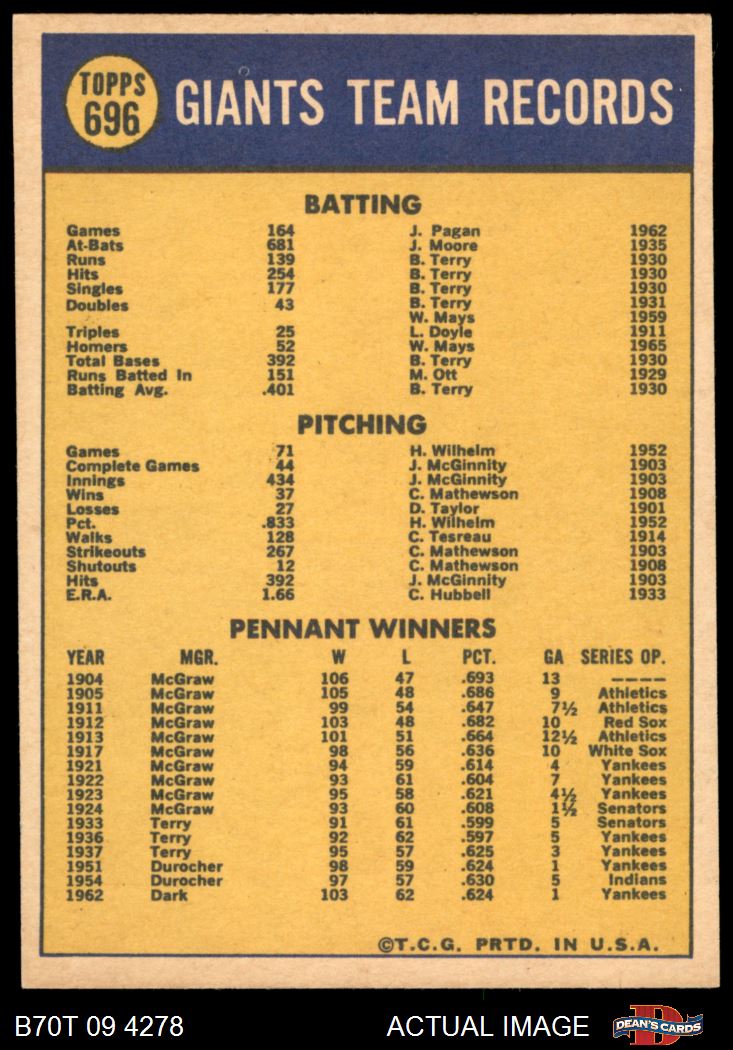 TOPPS
696
GIANTS TEAM RECORDS
BATTING
Games 164 J. Pagan 1962
At-Bats 681 J. Moore 1935
Runs 139 B. Terry 1930
Hits 254 B. Terry 1930
Singles 177 B. Terry 1930
Doubles 43 B. Terry 1931
W. Mays 1959
Triples 25 L. Doyle 1911
Homers 52 W. Mays 1965
Total Bases 392 B. Terry 1930
Runs Batted In 151 M. Ott 1929
Batting Avg. .401 B. Terry 1930
PITCHING
Games 71 H. Wilhelm 1952
Complete Games 44 J. McGinnity 1903
Innings 434 J. McGinnity 1903
Wins 37 C. Mathewson 1908
Losses 27 D. Taylor 1901
Pct. .833 H. Wilhelm 1952
Walks 128 C. Tesreau 1914
Strikeouts 267 C. Mathewson 1903
Shutouts 12 C. Mathewson 1908
Hits 392 J. McGinnity 1903
E.R.A. 1.66 C. Hubbell 1933
PENNANT WINNERS
YEAR MGR. W L PCT. GA SERIES OP.
1904 McGraw 106 47 .693 13 ----
1905 McGraw 105 48 .686 9 Athletics
1911 McGraw 99 54 .647 7½ Athletics
1912 McGraw 103 48 .682 10 Red Sox
1913 McGraw 101 51 .664 12½ Athletics
1917 McGraw 98 56 .636 10 White Sox
1921 McGraw 94 59 .614 4 Yankees
1922 McGraw 93 61 .604 7 Yankees
1923 McGraw 95 58 .621 4½ Yankees
1924 McGraw 93 60 .608 1½ Senators
1933 Terry 91 61 .599 5 Senators
1936 Terry 92 62 .597 5 Yankees
1937 Terry 95 57 .625 3 Yankees
1951 Durocher 98 59 .624 1 Yankees
1954 Durocher 97 57 .630 5 Indians
1962 Dark 103 62 .624 1 Yankees
©T.C.G. PRTD. IN U.S.A.
B70T 09 4278 ACTUAL IMAGE
D
DEAN'S CARDS